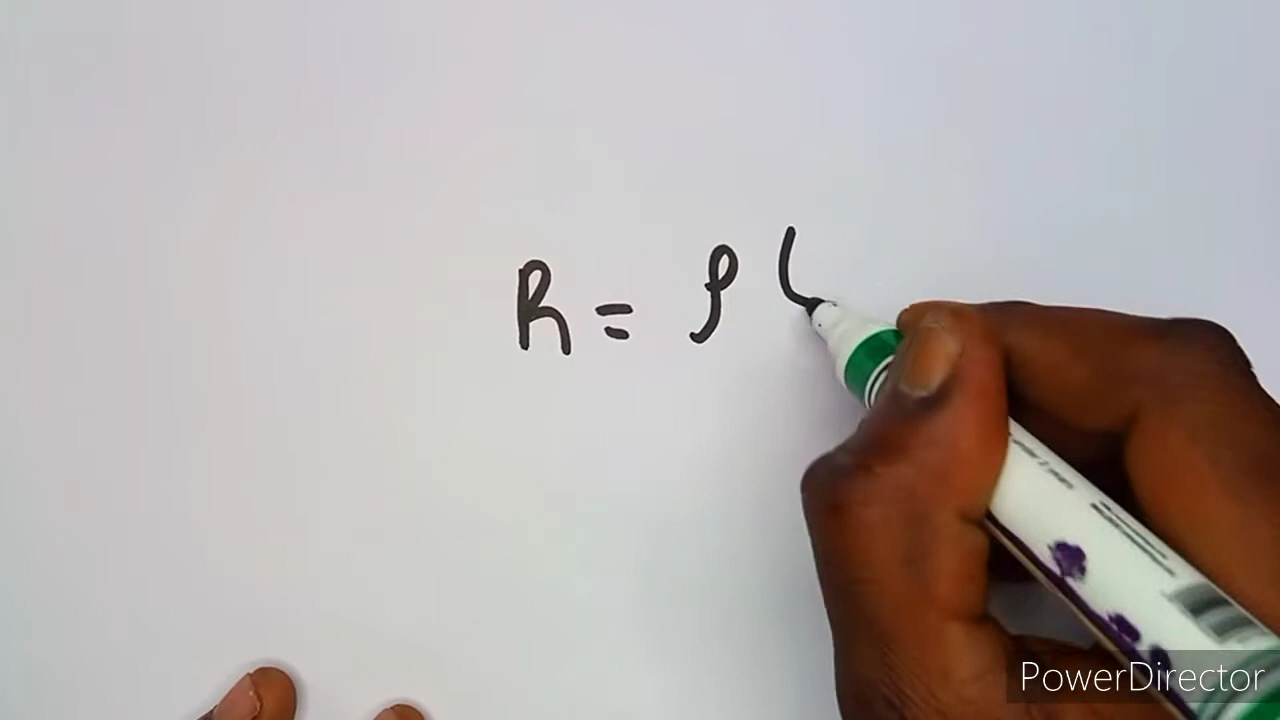 R = ρ l
PowerDirector